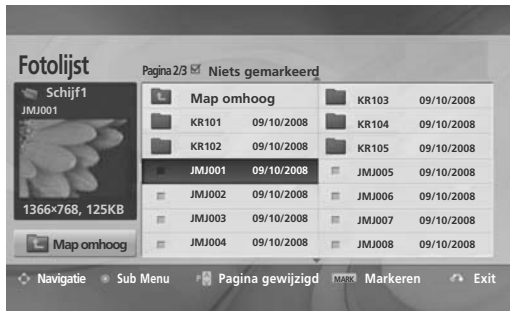 Fotolijst
Pagina 2/3 Niets gemarkeerd
Schijf1
JMJ001
1366×768, 125KB
Map omhoog
Map omhoog
KR101 09/10/2008
KR102 09/10/2008
JMJ001 09/10/2008
JMJ002 09/10/2008
JMJ003 09/10/2008
JMJ004 09/10/2008
KR103 09/10/2008
KR104 09/10/2008
KR105 09/10/2008
JMJ005 09/10/2008
JMJ006 09/10/2008
JMJ007 09/10/2008
JMJ008 09/10/2008
Navigatie Sub Menu P Pagina gewijzigd MARK Markeren Exit